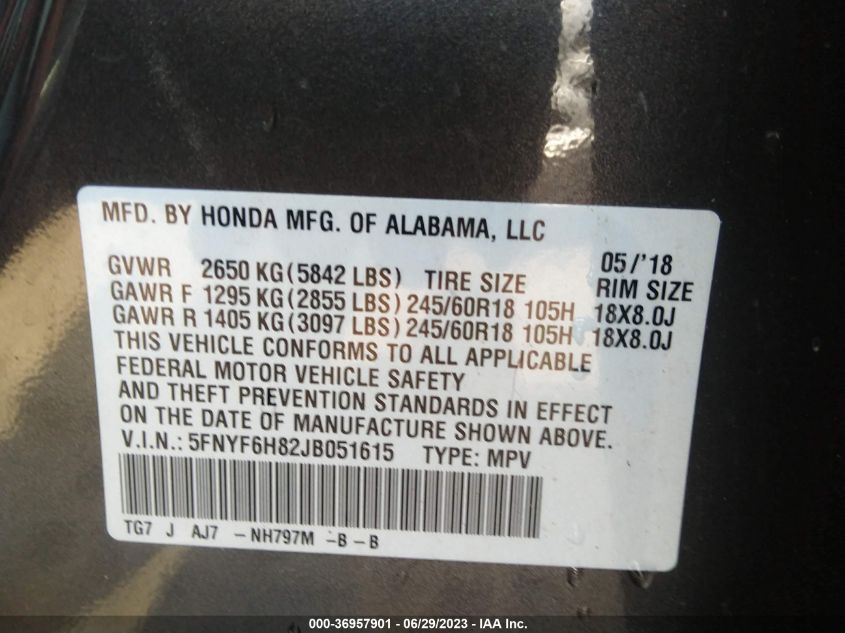 MFD. BY HONDA MFG. OF ALABAMA, LLC
05/'18
GVWR 2650 KG(5842 LBS) TIRE SIZE RIM SIZE
GAWR F 1295 KG(2855 LBS)245/60R18 105H 18X8.0J
GAWR R 1405 KG(3097 LBS)245/60R18 105H 18X8.0J
THIS VEHICLE CONFORMS TO ALL APPLICABLE
FEDERAL MOTOR VEHICLE SAFETY
AND THEFT PREVENTION STANDARDS IN EFFECT
ON THE DATE OF MANUFACTURE SHOWN ABOVE.
V.I.N.: 5FNYF6H82JB051615 TYPE: MPV
TG7 J AJ7 -NH797M -B -B
000-36957901 - 06/29/2023 - IAA Inc.